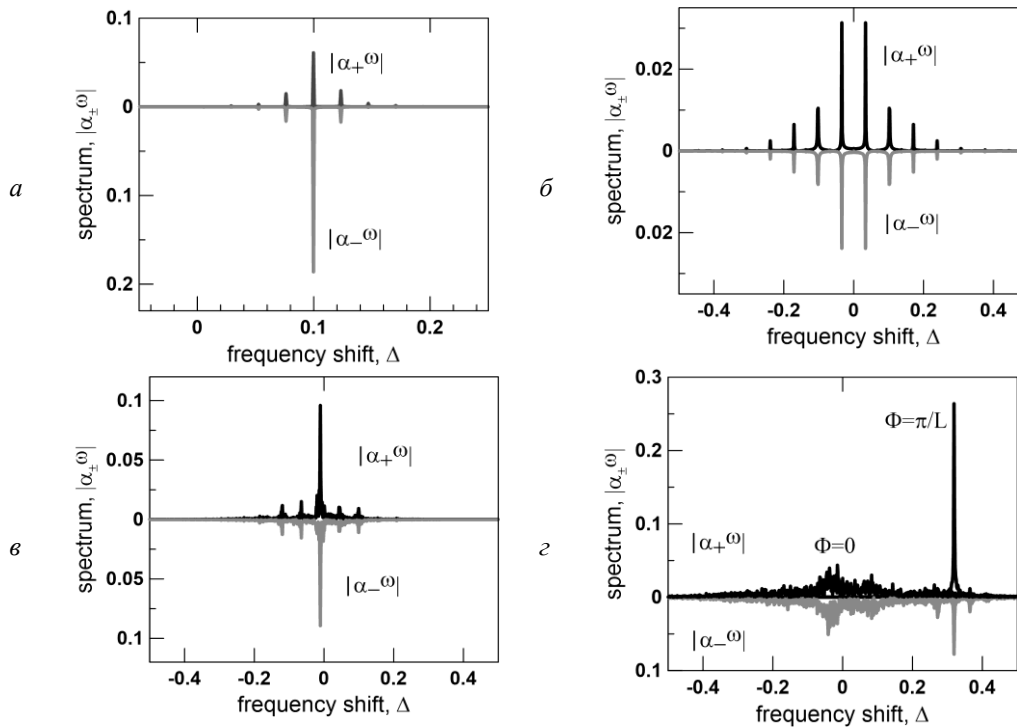 а
spectrum, |α±ω|
0.1
0
0.1
0.2
|α+ω|
|α−ω|
0
0.1
0.2
frequency shift, Δ
б
spectrum, |α±ω|
0.02
0
0.02
|α+ω|
|α−ω|
-0.4
-0.2
0
0.2
0.4
frequency shift, Δ
в
spectrum, |α±ω|
0.1
0.05
0
0.05
0.1
|α+ω|
|α−ω|
-0.4
-0.2
0
0.2
0.4
frequency shift, Δ
г
spectrum, |α±ω|
0.3
0.2
0.1
0
0.1
Φ=π/L
|α+ω|
Φ=0
|α−ω|
-0.4
-0.2
0
0.2
0.4
frequency shift, Δ